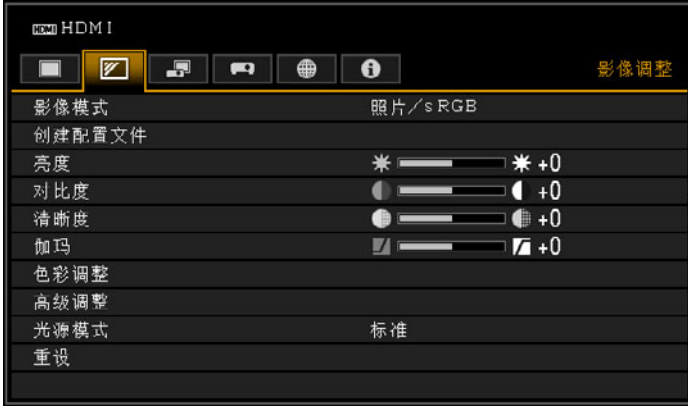 HDMI HDMI
影像调整
影像模式 照片/sRGB
创建配置文件
亮度 +0
对比度 +0
清晰度 +0
伽玛 +0
色彩调整
高级调整
光源模式 标准
重设